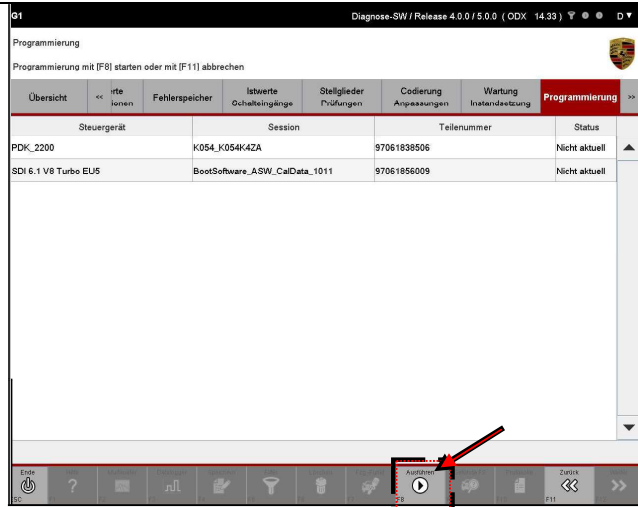 G1
Diagnose-SW / Release 4.0.0 / 5.0.0 ( ODX 14.33 ) D ▼
Programmierung
Programmierung mit [F8] starten oder mit [F11] abbrechen
Übersicht << rte ionen Fehlerspeicher Istwerte Schalteingänge Stellglieder Prüfungen Codierung Anpassungen Wartung Instandsetzung Programmierung >>
Steuergerät Session Teilenummer Status
PDK_2200 K054_K054K4ZA 97061838506 Nicht aktuell
SDI 6.1 V8 Turbo EU5 BootSoftware_ASW_CalData_1011 97061856009 Nicht aktuell
Ende Ausführen Zurück
ESC F8 F11